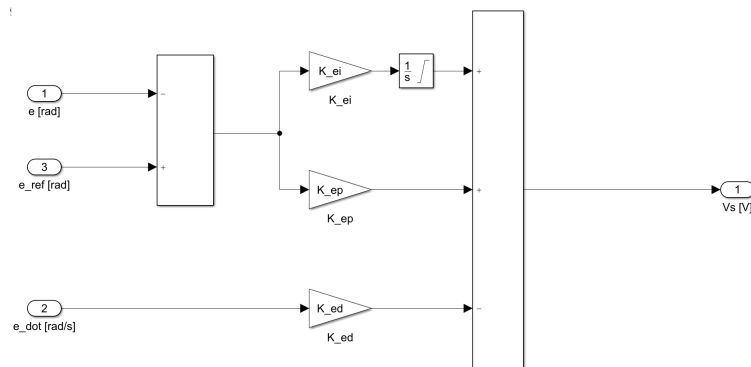 1
e [rad]
−
3
e_ref [rad]
+
K_ei
K_ei
1
s
+
K_ep
K_ep
+
2
e_dot [rad/s]
K_ed
K_ed
−
1
Vs [V]